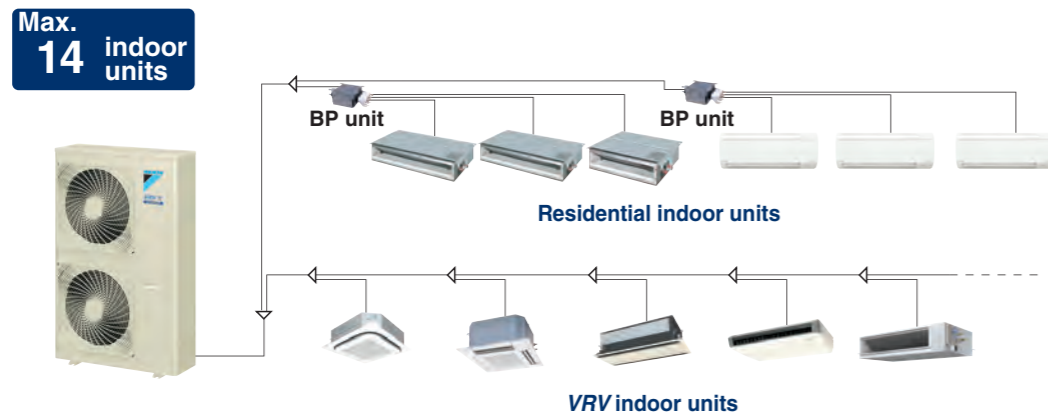 Max.
14 indoor
units
BP unit
BP unit
Residential indoor units
VRV indoor units